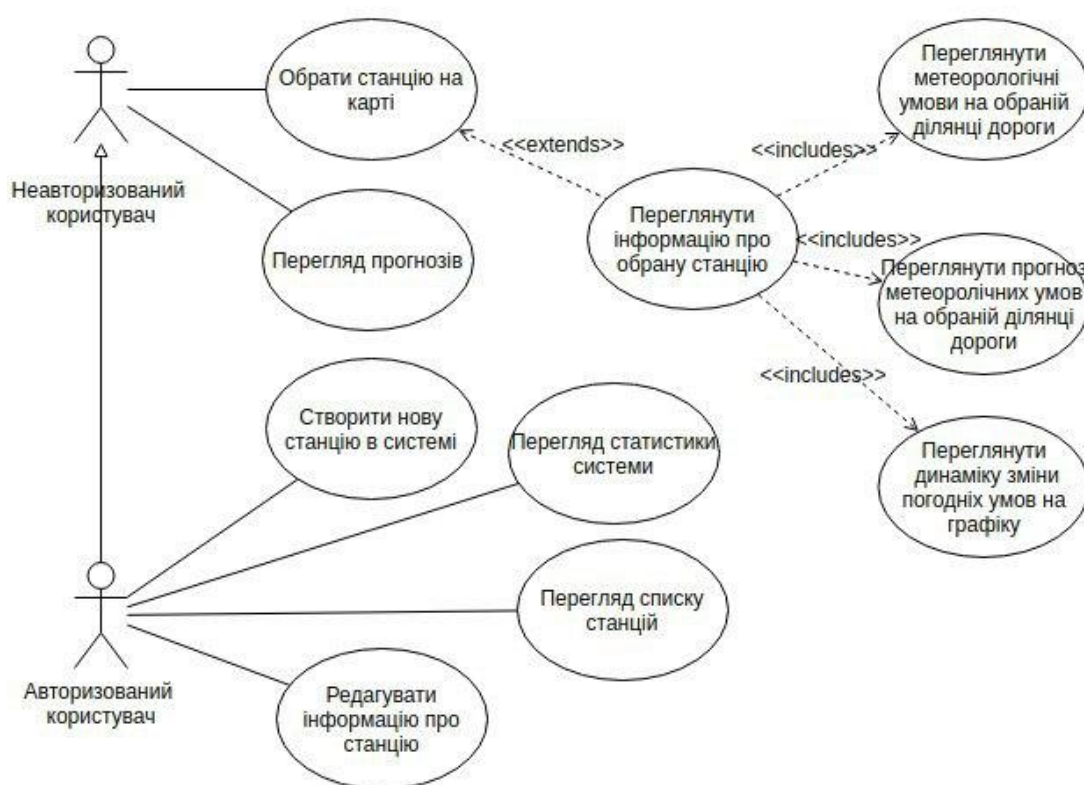 Обрати станцію на
карті
Переглянути
метеорологічні
умови на обраній
ділянці дороги
<<extends>>
<<includes>>
Неавторизований
користувач
Перегляд прогнозів
Переглянути
інформацію про
обрану станцію
<<includes>>
Переглянути прогноз
метеоролічних умов
на обраній ділянці
дороги
<<includes>>
Створити нову
станцію в системі
Перегляд статистики
системи
Переглянути
динаміку зміни
погодніх умов на
графіку
Перегляд списку
станцій
Авторизований
користувач
Редагувати
інформацію про
станцію